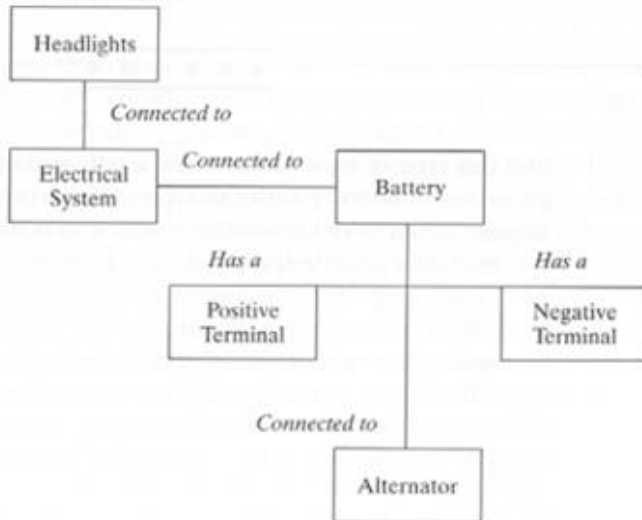 Headlights
Connected to
Connected to
Electrical
System
Battery
Has a
Has a
Positive
Terminal
Negative
Terminal
Connected to
Alternator